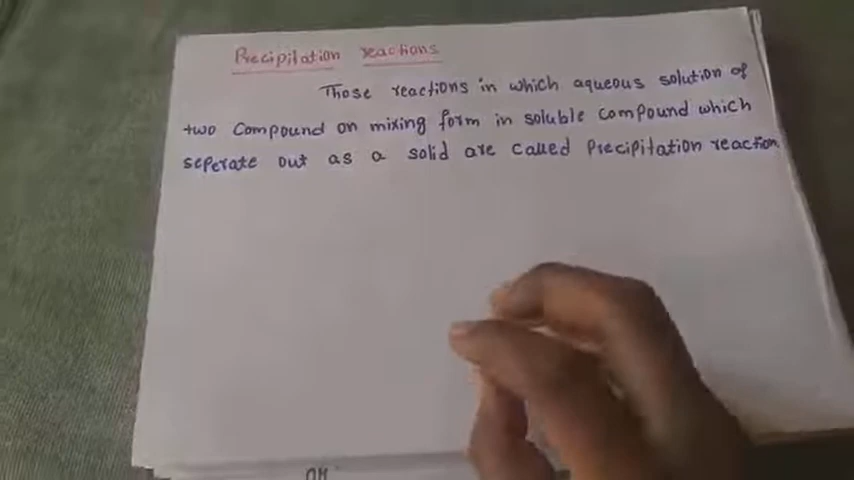 Precipitation reactions
Those reactions in which aqueous solution of
two compound on mixing form in soluble compound which
seperate out as a solid are called Precipitation reaction.